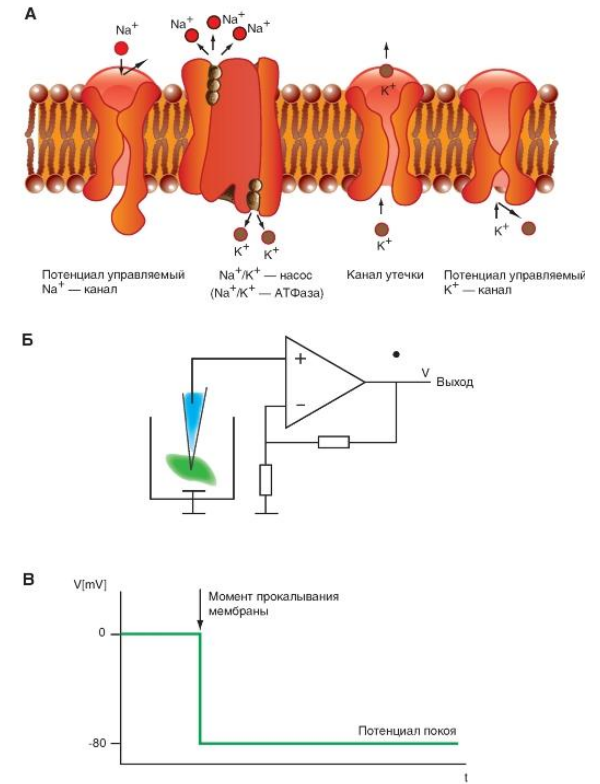 А
Na⁺
Na⁺
Na⁺
Na⁺
K⁺
K⁺
K⁺
K⁺
K⁺
Потенциал управляемый
Na⁺ — канал
Na⁺/K⁺ — насос
(Na⁺/K⁺ — АТФаза)
Канал утечки
Потенциал управляемый
K⁺ — канал
Б
+
−
V
Выход
В
V[mV]
Момент прокалывания
мембраны
0
Потенциал покоя
-80
t